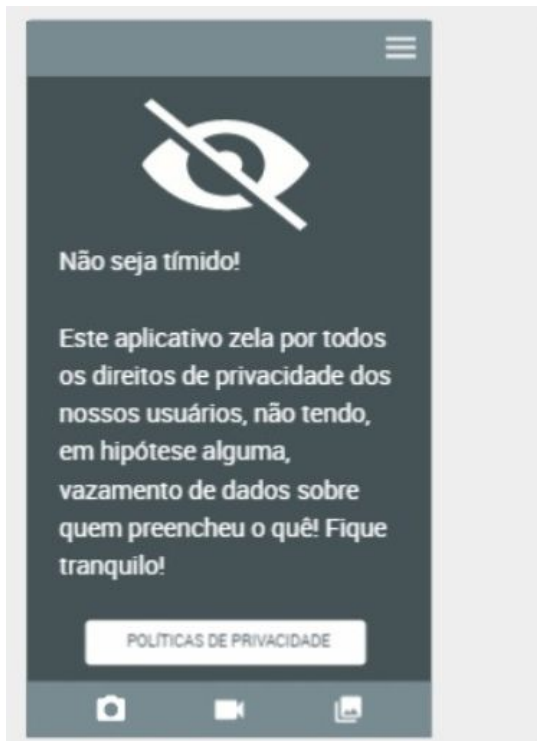 Não seja tímido!
Este aplicativo zela por todos
os direitos de privacidade dos
nossos usuários, não tendo,
em hipótese alguma,
vazamento de dados sobre
quem preencheu o quê! Fique
tranquilo!
POLÍTICAS DE PRIVACIDADE